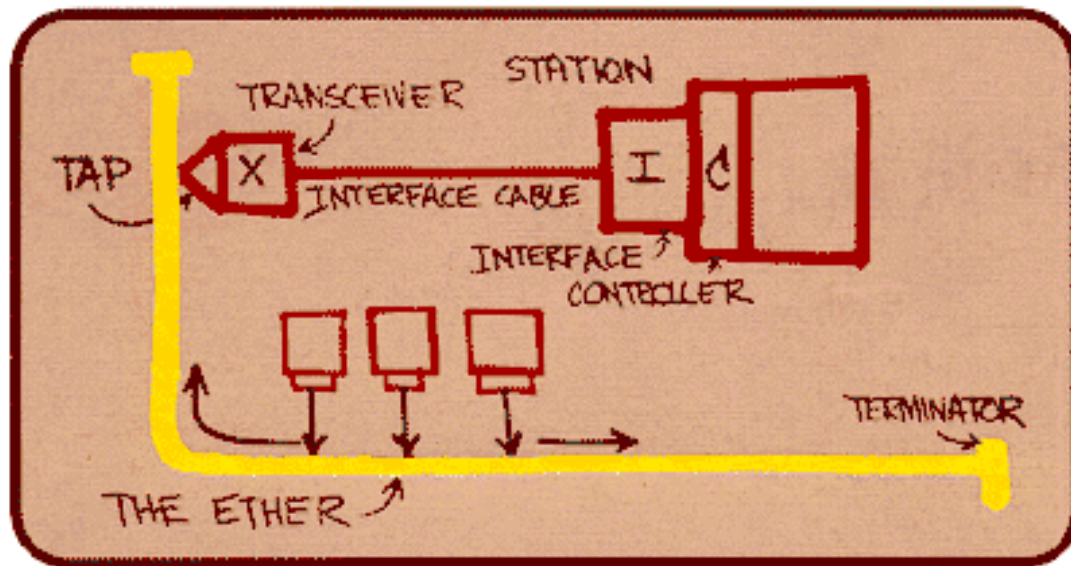 STATION
TRANSCEIVER
TAP
X
I
C
INTERFACE CABLE
INTERFACE
CONTROLLER
TERMINATOR
THE ETHER